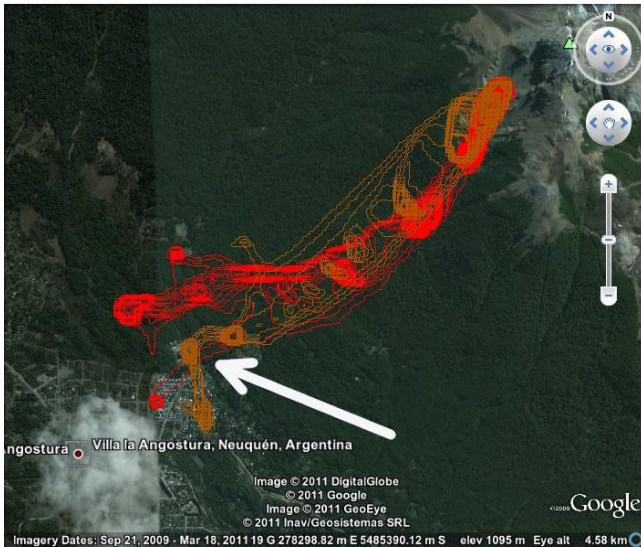 N
Angostura
Villa la Angostura, Neuquén, Argentina
Image © 2011 DigitalGlobe
© 2011 Google
Image © 2011 GeoEye
© 2011 Inav/Geosistemas SRL
©2009 Google
Imagery Dates: Sep 21, 2009 - Mar 18, 2011 19 G 278298.82 m E 5485390.12 m S elev 1095 m Eye alt 4.58 km